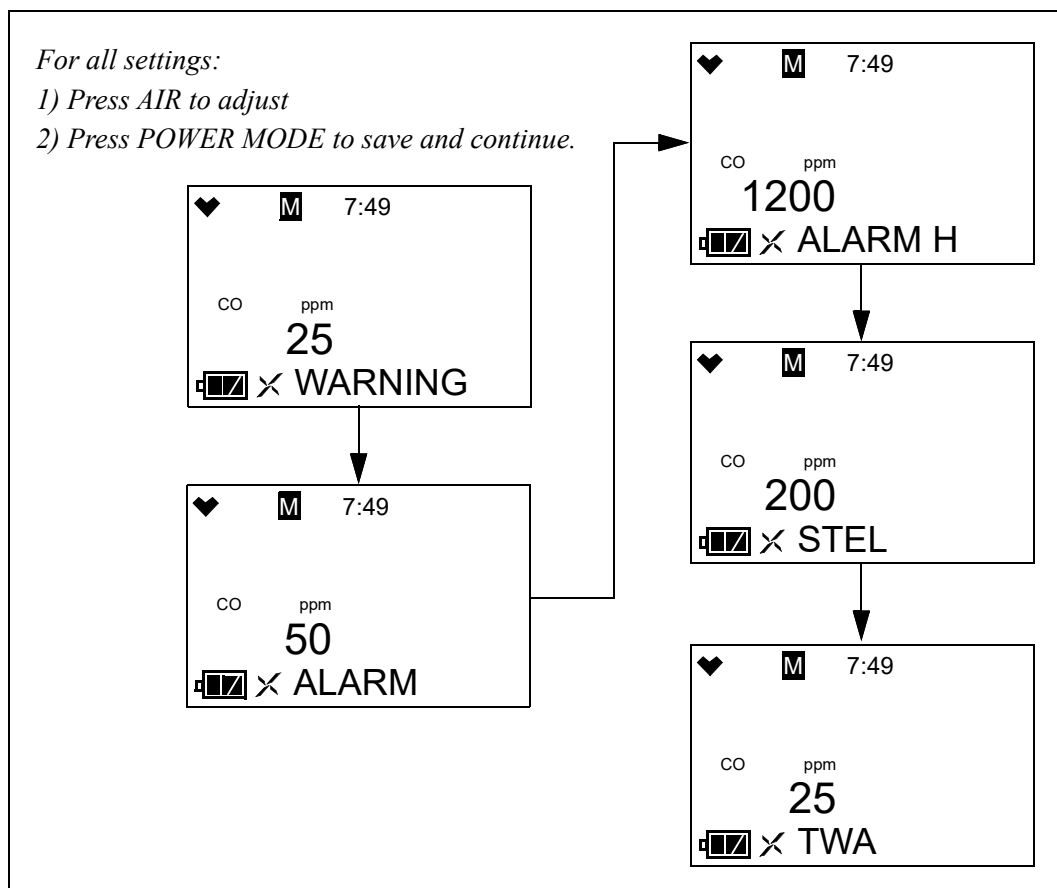 For all settings:
1) Press AIR to adjust
2) Press POWER MODE to save and continue.
M 7:49
CO ppm
25
WARNING
M 7:49
CO ppm
50
ALARM
M 7:49
CO ppm
1200
ALARM H
M 7:49
CO ppm
200
STEL
M 7:49
CO ppm
25
TWA